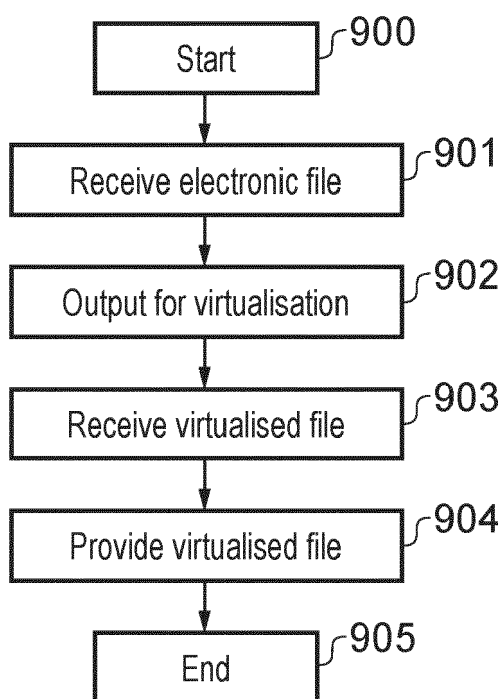 900
Start
901
Receive electronic file
902
Output for virtualisation
903
Receive virtualised file
904
Provide virtualised file
905
End